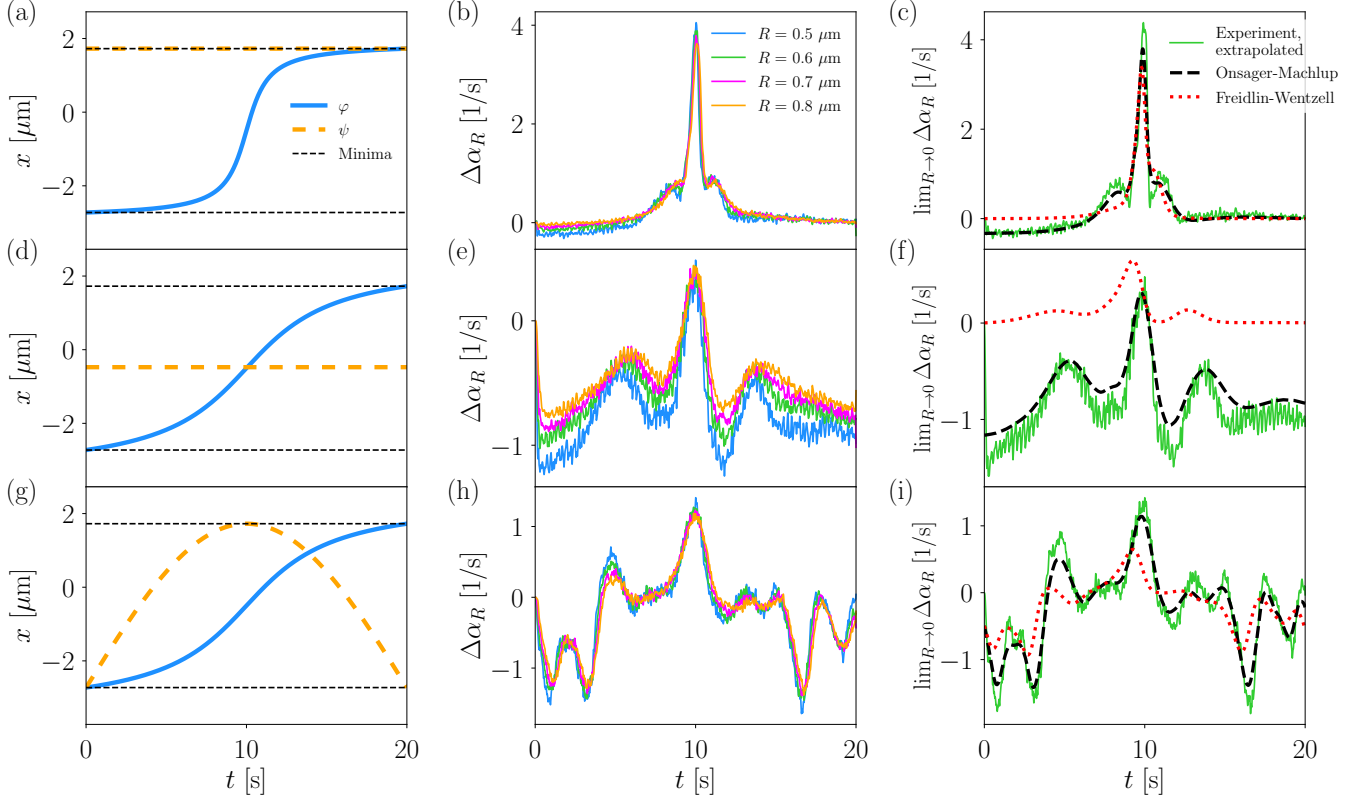 (a)
2
0
−2
x [μm]
φ
ψ
Minima
(b)
4
2
0
Δα_R [1/s]
R = 0.5 μm
R = 0.6 μm
R = 0.7 μm
R = 0.8 μm
(c)
4
2
0
lim_{R→0} Δα_R [1/s]
Experiment,
extrapolated
Onsager-Machlup
Freidlin-Wentzell
(d)
2
0
−2
x [μm]
(e)
0
−1
Δα_R [1/s]
(f)
0
−1
lim_{R→0} Δα_R [1/s]
(g)
2
0
−2
x [μm]
0 10 20
t [s]
(h)
1
0
−1
Δα_R [1/s]
0 10 20
t [s]
(i)
1
0
−1
lim_{R→0} Δα_R [1/s]
0 10 20
t [s]